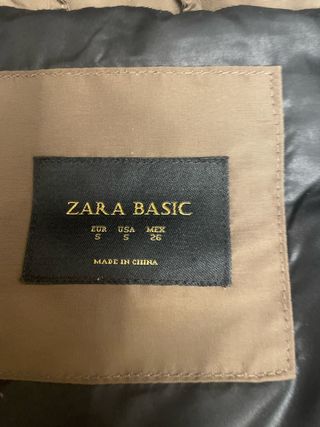 ZARA BASIC
EUR USA MEX
S S 26
MADE IN CHINA